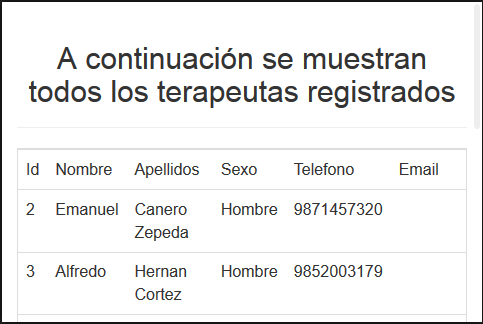 A continuación se muestran
todos los terapeutas registrados
Id Nombre Apellidos Sexo Telefono Email
2 Emanuel Canero Hombre 9871457320
Zepeda
3 Alfredo Hernan Hombre 9852003179
Cortez